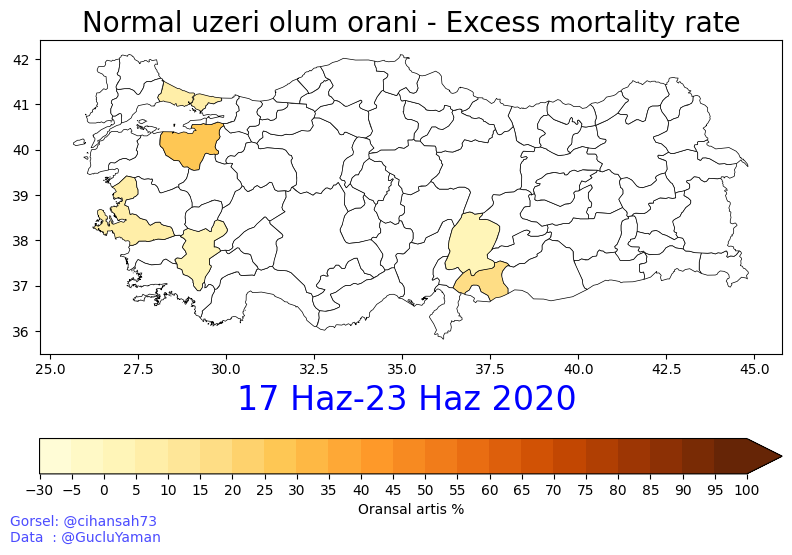 Normal uzeri olum orani - Excess mortality rate
42
41
40
39
38
37
36
25.0 27.5 30.0 32.5 35.0 37.5 40.0 42.5 45.0
17 Haz-23 Haz 2020
−30 −5 0 5 10 15 20 25 30 35 40 45 50 55 60 65 70 75 80 85 90 95 100
Oransal artis %
Gorsel: @cihansah73
Data : @GucluYaman